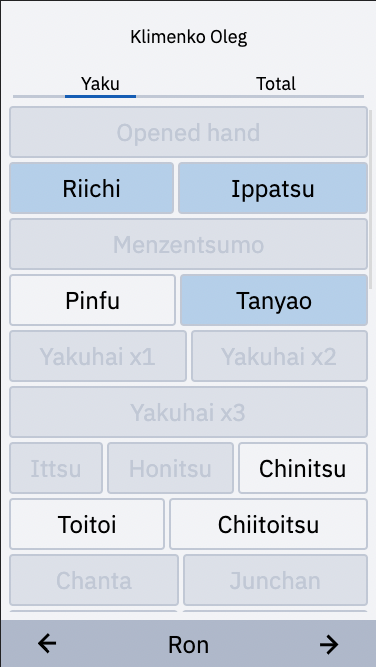 Klimenko Oleg
Yaku Total
Opened hand
Riichi Ippatsu
Menzentsumo
Pinfu Tanyao
Yakuhai x1 Yakuhai x2
Yakuhai x3
Ittsu Honitsu Chinitsu
Toitoi Chiitoitsu
Chanta Junchan
← Ron →